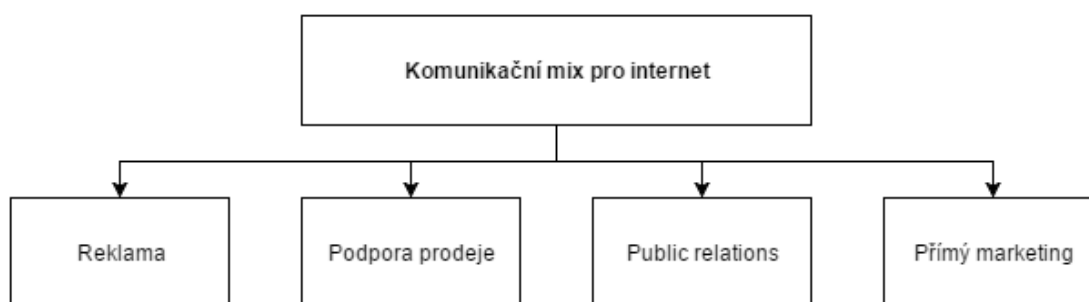 Komunikační mix pro internet
Reklama
Podpora prodeje
Public relations
Přímý marketing